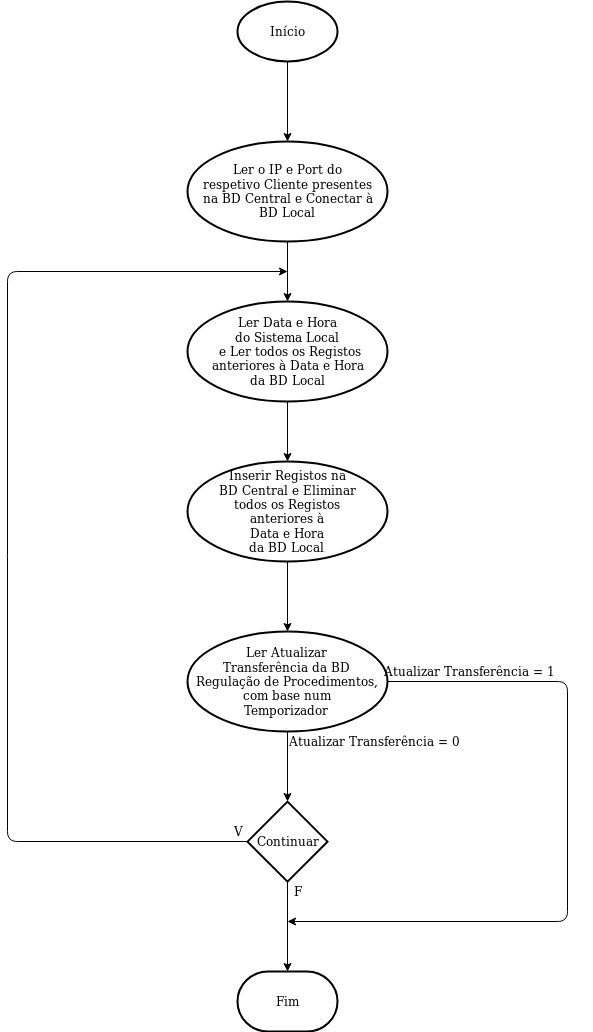 Início
Ler o IP e Port do
respetivo Cliente presentes
na BD Central e Conectar à
BD Local
Ler Data e Hora
do Sistema Local
e Ler todos os Registos
anteriores à Data e Hora
da BD Local
Inserir Registos na
BD Central e Eliminar
todos os Registos
anteriores à
Data e Hora
da BD Local
Ler Atualizar
Transferência da BD
Regulação de Procedimentos,
com base num
Temporizador
Atualizar Transferência = 1
Atualizar Transferência = 0
V
Continuar
F
Fim